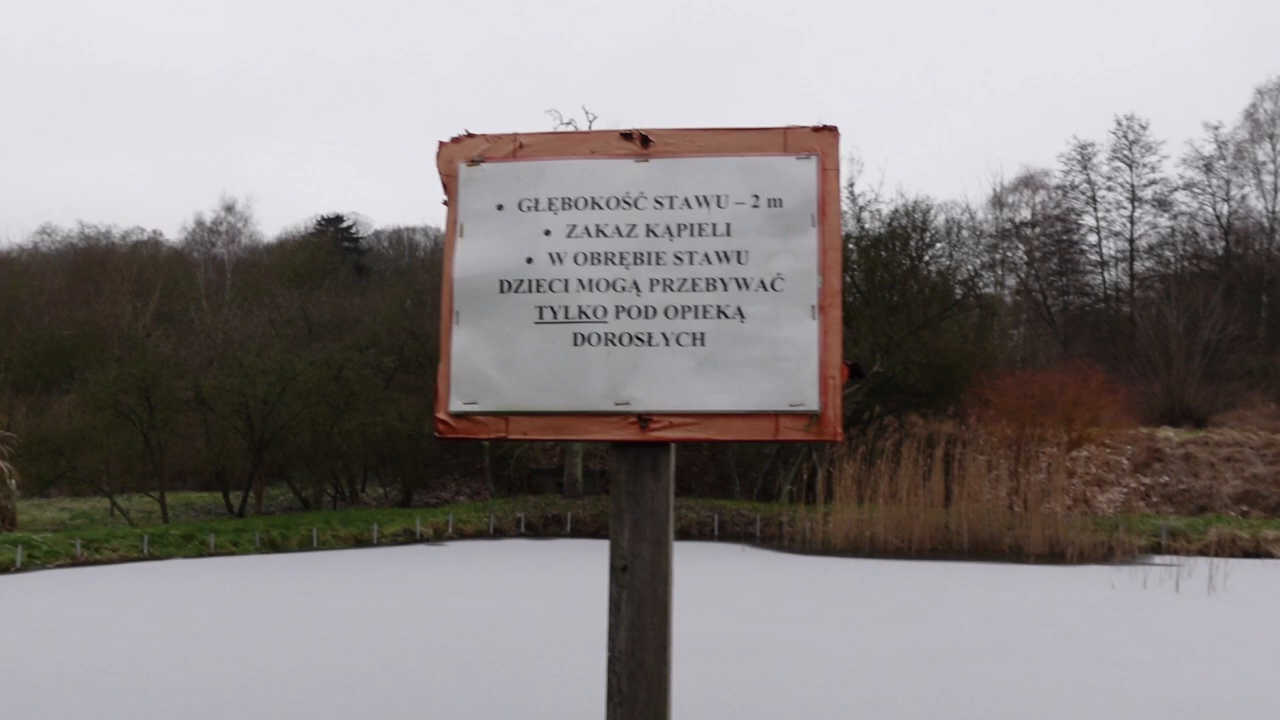 • GŁĘBOKOŚĆ STAWU – 2 m
• ZAKAZ KĄPIELI
• W OBRĘBIE STAWU
DZIECI MOGĄ PRZEBYWAĆ
TYLKO POD OPIEKĄ
DOROSŁYCH